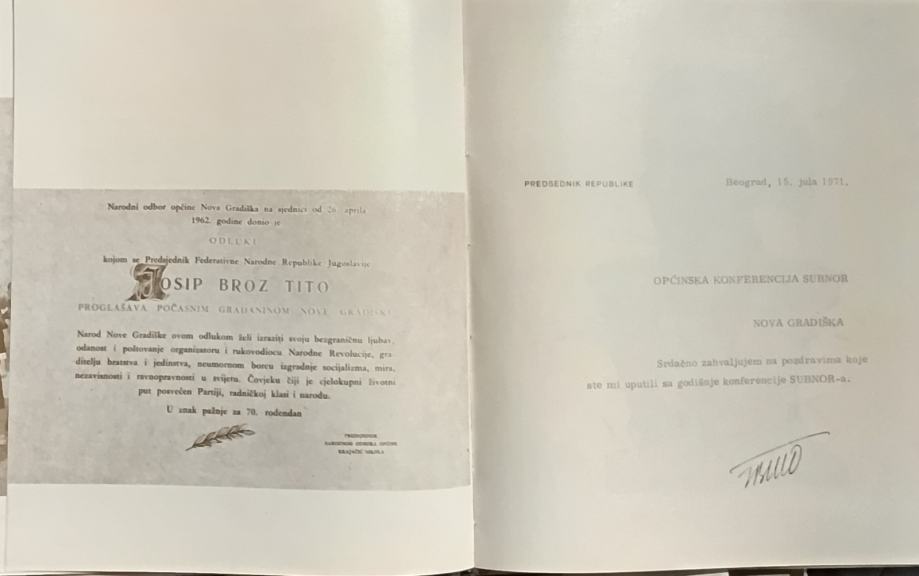 Narodni odbor općine Nova Gradiška na sjednici od 26. aprila
1962. godine donio je
ODLUKU
kojom se Predsjednik Federativne Narodne Republike Jugoslavije
JOSIP BROZ TITO
PROGLAŠAVA POČASNIM GRAĐANINOM NOVE GRADIŠKE
Narod Nove Gradiške ovom odlukom želi izraziti svoju bezgraničnu ljubav,
odanost i poštovanje organizatoru i rukovodiocu Narodne Revolucije, gra-
ditelju bratstva i jedinstva, neumornom borcu izgradnje socijalizma, mira,
nezavisnosti i ravnopravnosti u svijetu. Čovjeku čiji je cjelokupni životni
put posvećen Partiji, radničkoj klasi i narodu.
U znak pažnje za 70. rođendan
PREDSJEDNIK
NARODNOG ODBORA OPĆINE
PREDSEDNIK REPUBLIKE
Beograd, 15. jula 1971.
OPĆINSKA KONFERENCIJA SUBNOR
NOVA GRADIŠKA
Srdačno zahvaljujem na pozdravima koje
ste mi uputili sa godišnje konferencije SUBNOR-a.